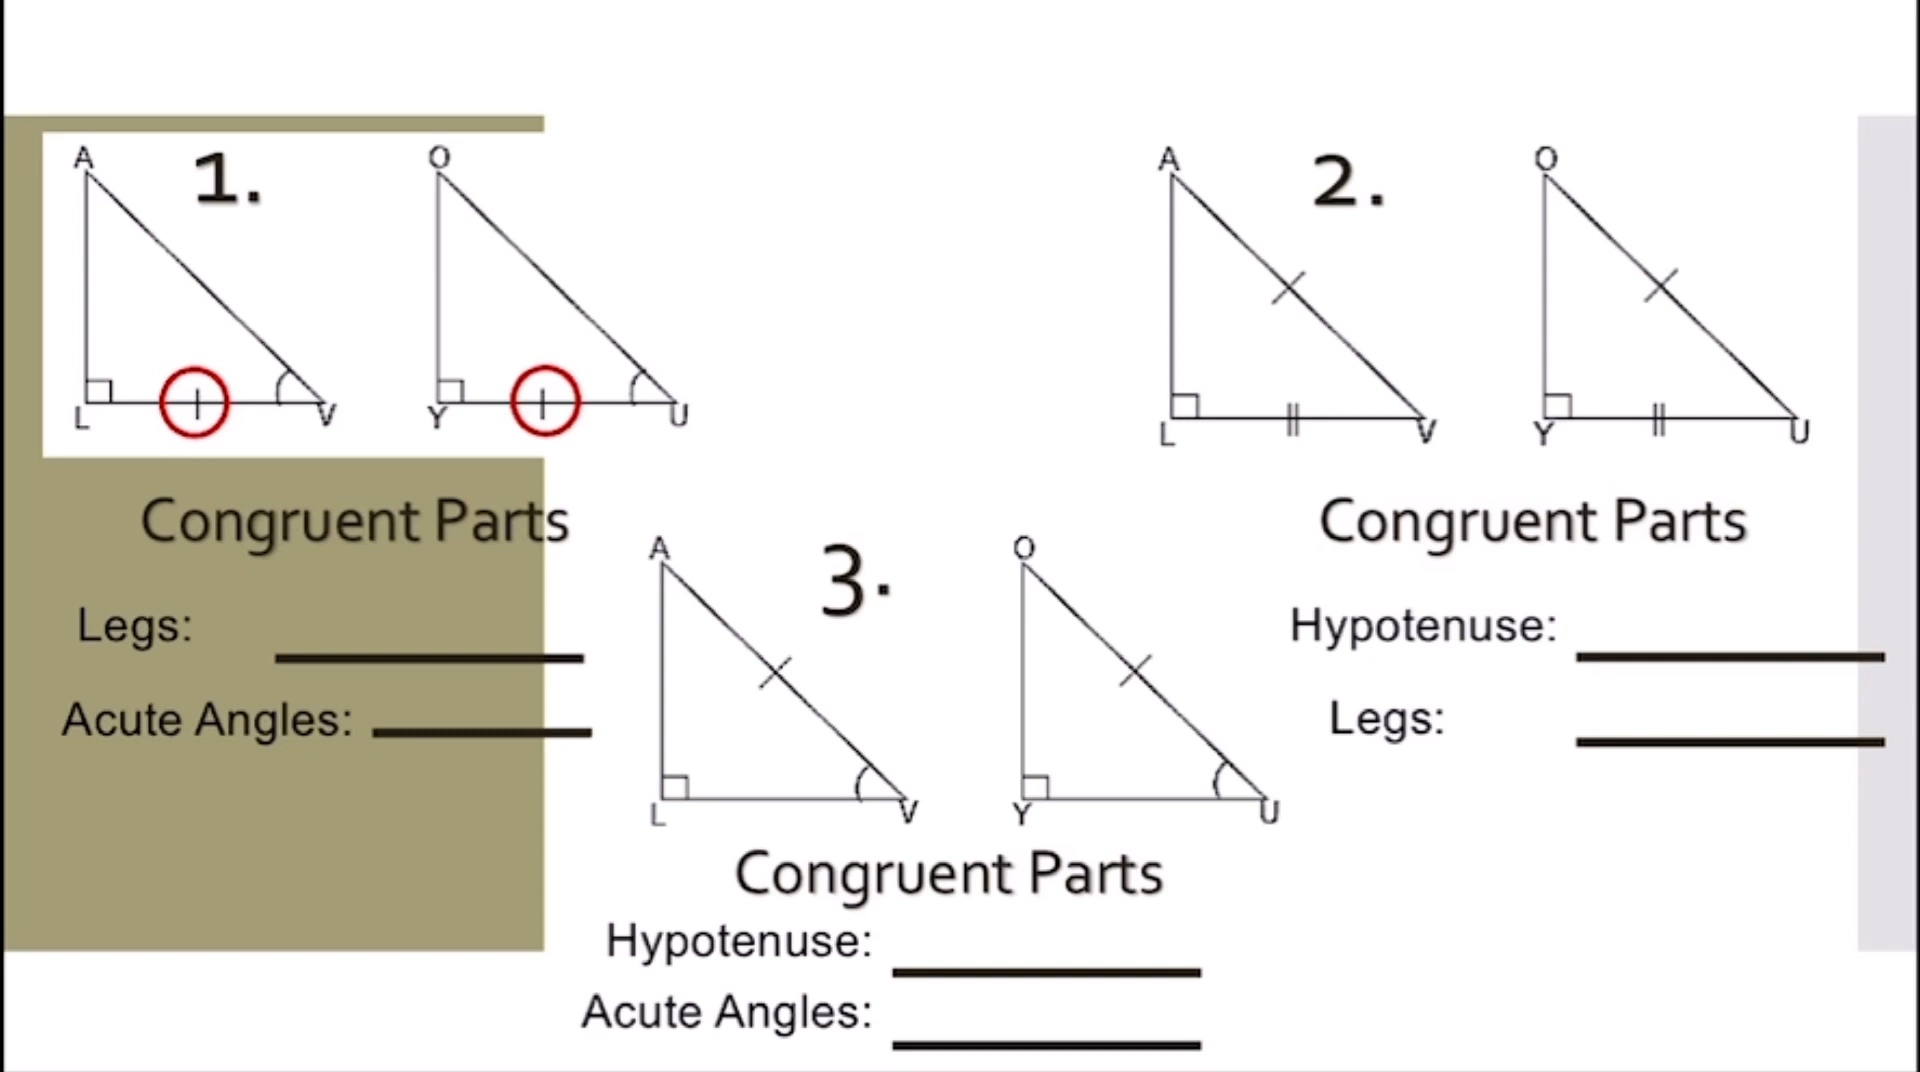 A
1.
O
L
V
Y
U
Congruent Parts
Legs:
Acute Angles:
A
2.
O
L
V
Y
U
Congruent Parts
Hypotenuse:
Legs:
A
3.
O
L
V
Y
U
Congruent Parts
Hypotenuse:
Acute Angles: